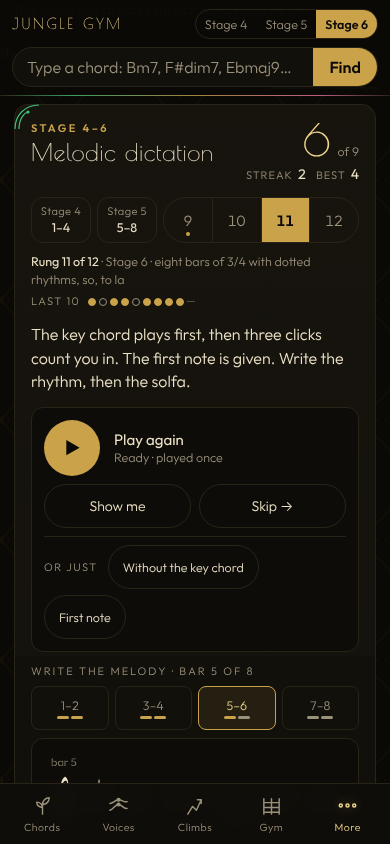 JUNGLE GYM
Stage 4
Stage 5
Stage 6
Type a chord: Bm7, F#dim7, Ebmaj9...
Find
STAGE 4–6
Melodic dictation
6 of 9
STREAK 2 BEST 4
Stage 4
1–4
Stage 5
5–8
9
10
11
12
Rung 11 of 12 · Stage 6 · eight bars of 3/4 with dotted
rhythms, so, to la
LAST 10
The key chord plays first, then three clicks
count you in. The first note is given. Write the
rhythm, then the solfa.
Play again
Ready · played once
Show me
Skip →
OR JUST
Without the key chord
First note
WRITE THE MELODY · BAR 5 OF 8
1–2
3–4
5–6
7–8
bar 5
Chords
Voices
Climbs
Gym
More